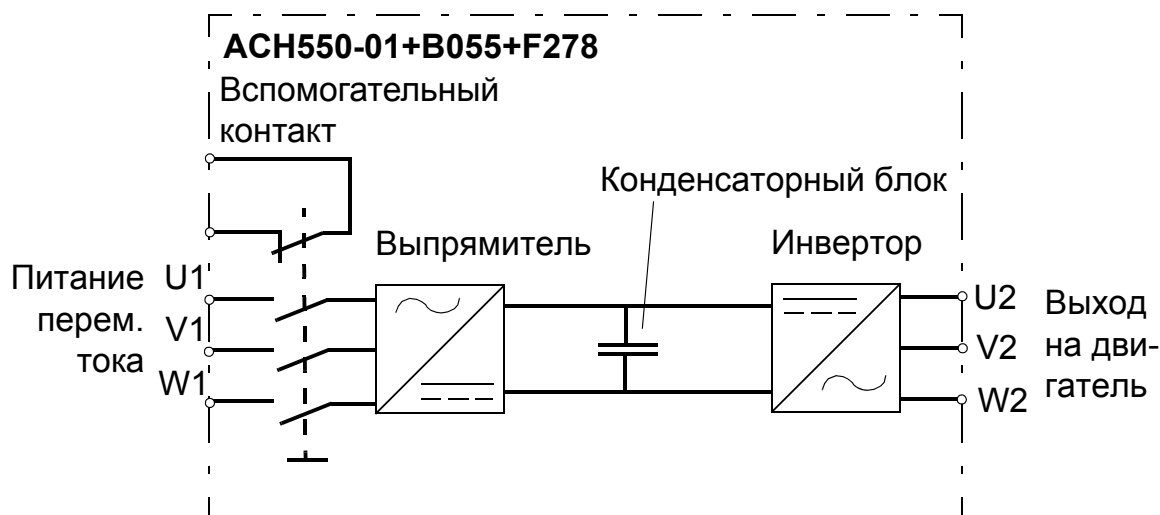 ACH550-01+B055+F278
Вспомогательный
контакт
Конденсаторный блок
Выпрямитель
Инвертор
Питание
перем.
тока
U1
V1
W1
U2
V2
W2
Выход
на дви-
гатель